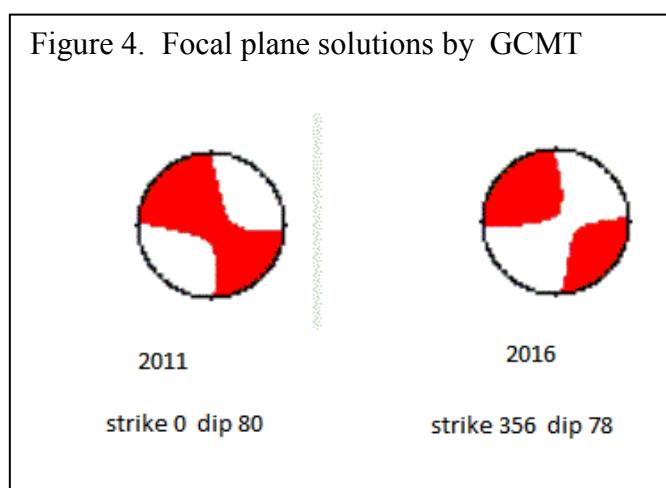 Figure 4. Focal plane solutions by GCMT
2011
2016
strike 0 dip 80
strike 356 dip 78